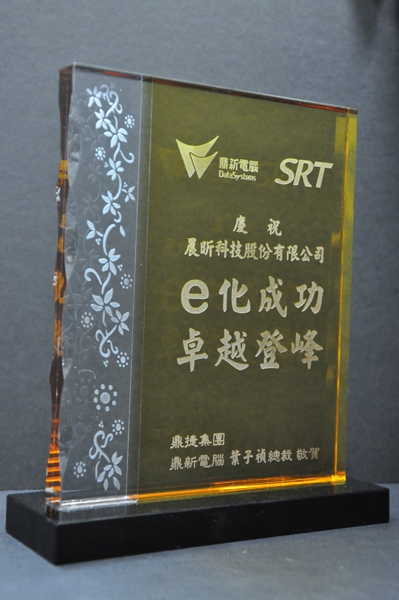 鼎新電腦 SRT
DataSystems
慶祝
晨昕科技股份有限公司
e化成功
卓越登峰
鼎捷集團
鼎新電腦 葉子禎總裁 敬賀